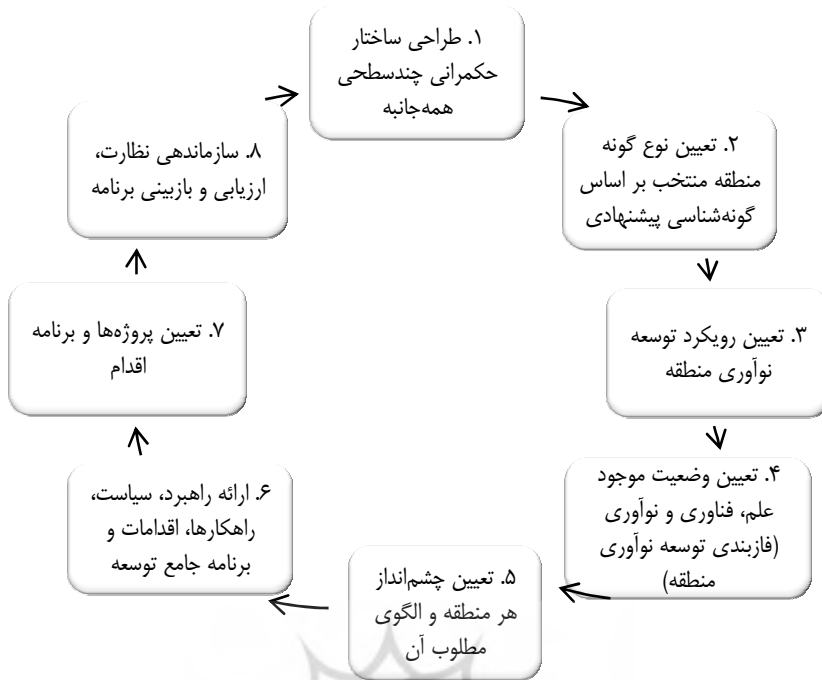 ۱. طراحی ساختار
حکمرانی چندسطحی
همه‌جانبه
۲. تعیین نوع گونه
منطقه منتخب بر اساس
گونه‌شناسی پیشنهادی
۳. تعیین رویکرد توسعه
نوآوری منطقه
۴. تعیین وضعیت موجود
علم، فناوری و نوآوری
(فازبندی توسعه نوآوری
منطقه)
۵. تعیین چشم‌انداز
هر منطقه و الگوی
مطلوب آن
۶. ارائه راهبرد، سیاست،
راهکارها، اقدامات و
برنامه جامع توسعه
۷. تعیین پروژه‌ها و برنامه
اقدام
۸. سازماندهی نظارت،
ارزیابی و بازبینی برنامه